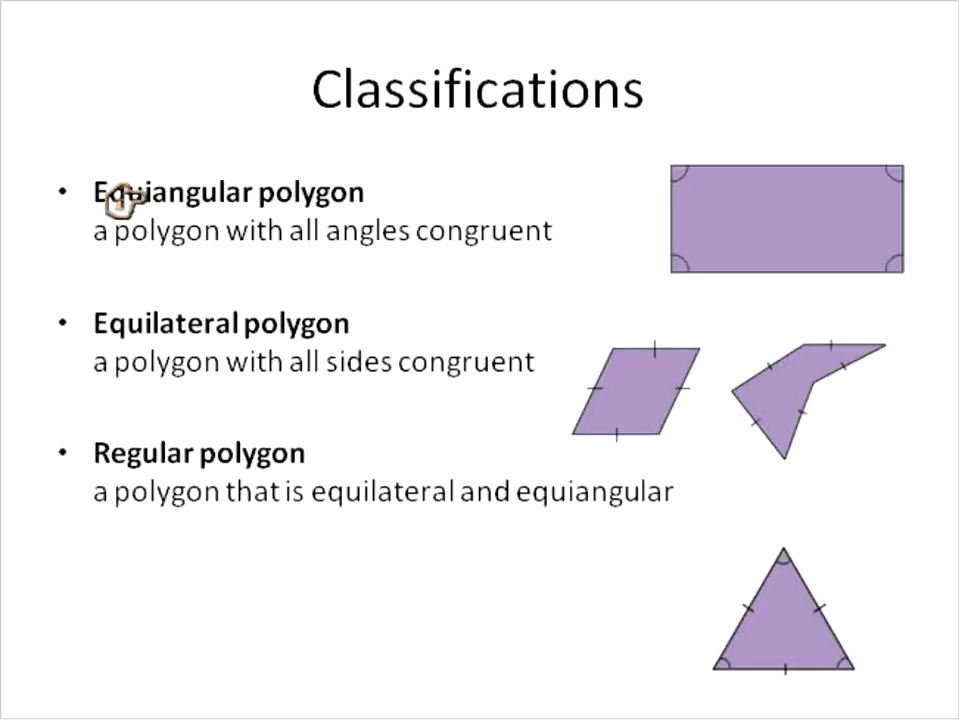 Classifications
• Equiangular polygon
a polygon with all angles congruent
• Equilateral polygon
a polygon with all sides congruent
• Regular polygon
a polygon that is equilateral and equiangular